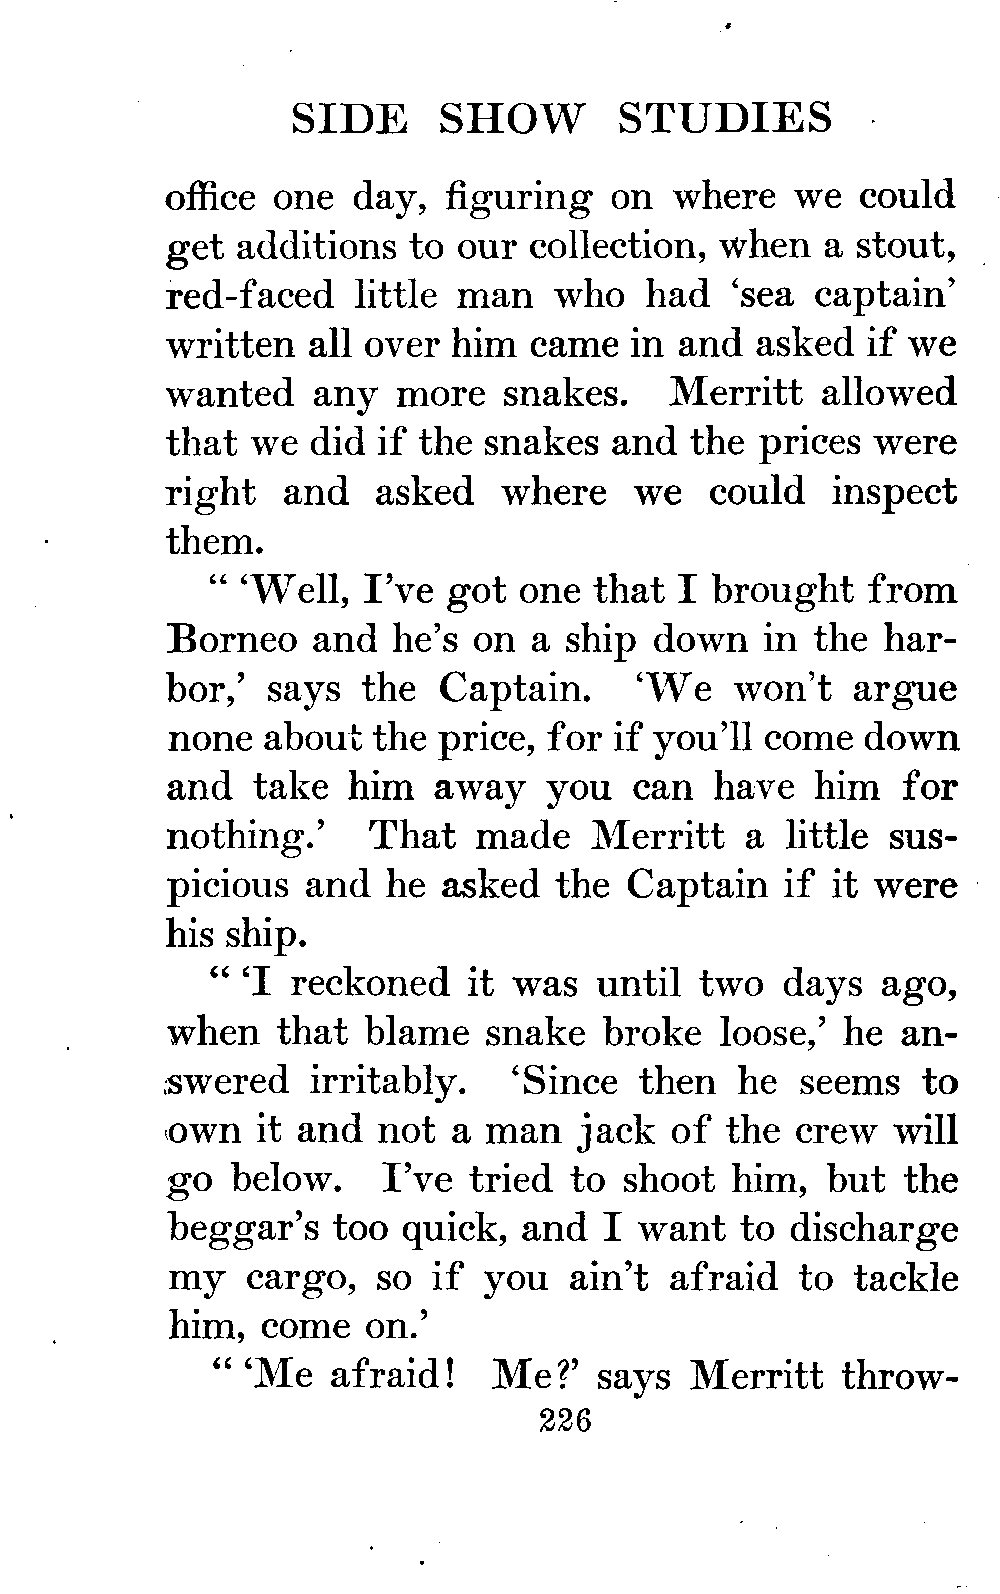 SIDE SHOW STUDIES
office one day, figuring on where we could
get additions to our collection, when a stout,
red-faced little man who had ‘sea captain’
written all over him came in and asked if we
wanted any more snakes. Merritt allowed
that we did if the snakes and the prices were
right and asked where we could inspect
them.
“ ‘Well, I’ve got one that I brought from
Borneo and he’s on a ship down in the har-
bor,’ says the Captain. ‘We won’t argue
none about the price, for if you’ll come down
and take him away you can have him for
nothing.’ That made Merritt a little sus-
picious and he asked the Captain if it were
his ship.
“ ‘I reckoned it was until two days ago,
when that blame snake broke loose,’ he an-
swered irritably. ‘Since then he seems to
own it and not a man jack of the crew will
go below. I’ve tried to shoot him, but the
beggar’s too quick, and I want to discharge
my cargo, so if you ain’t afraid to tackle
him, come on.’
“ ‘Me afraid! Me?’ says Merritt throw-
226